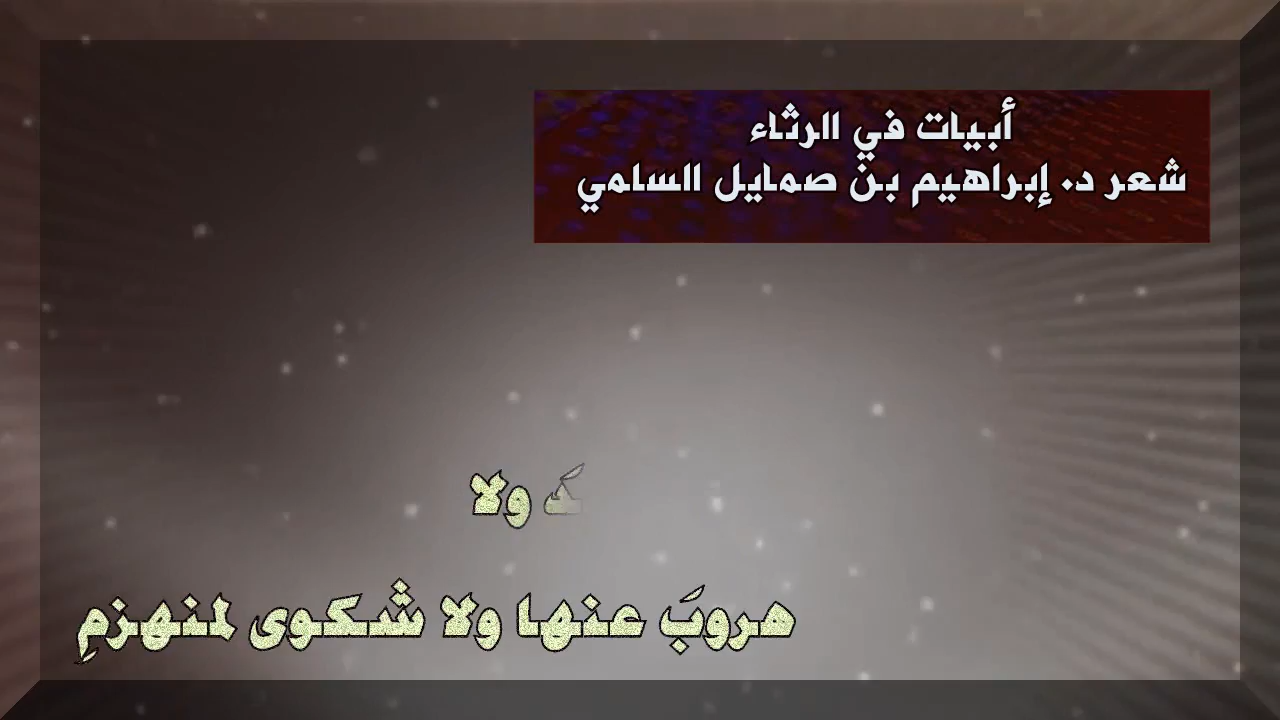 أبيات في الرثاء
شعر د. إبراهيم بن صمايل السلمي
ولا
هروبَ عنها ولا شكوى لمنهزمِ